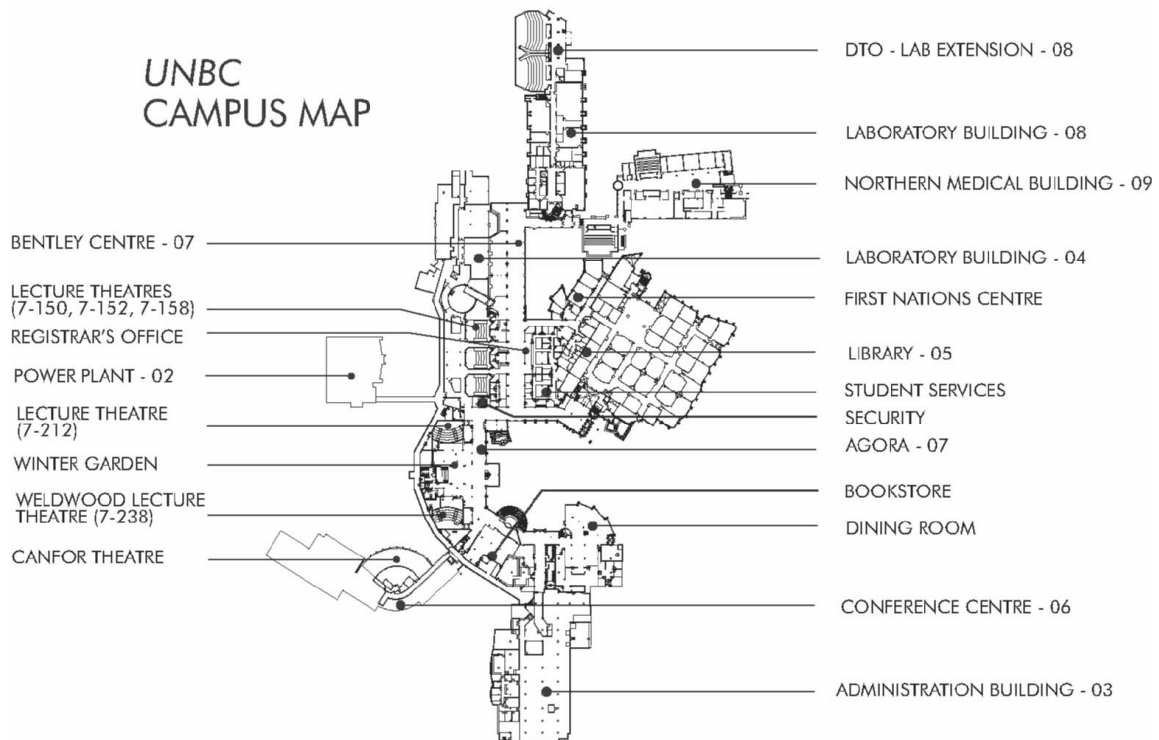 UNBC
CAMPUS MAP
BENTLEY CENTRE - 07
LECTURE THEATRES
(7-150, 7-152, 7-158)
REGISTRAR'S OFFICE
POWER PLANT - 02
LECTURE THEATRE
(7-212)
WINTER GARDEN
WELDWOOD LECTURE
THEATRE (7-238)
CANFOR THEATRE
DTO - LAB EXTENSION - 08
LABORATORY BUILDING - 08
NORTHERN MEDICAL BUILDING - 09
LABORATORY BUILDING - 04
FIRST NATIONS CENTRE
LIBRARY - 05
STUDENT SERVICES
SECURITY
AGORA - 07
BOOKSTORE
DINING ROOM
CONFERENCE CENTRE - 06
ADMINISTRATION BUILDING - 03